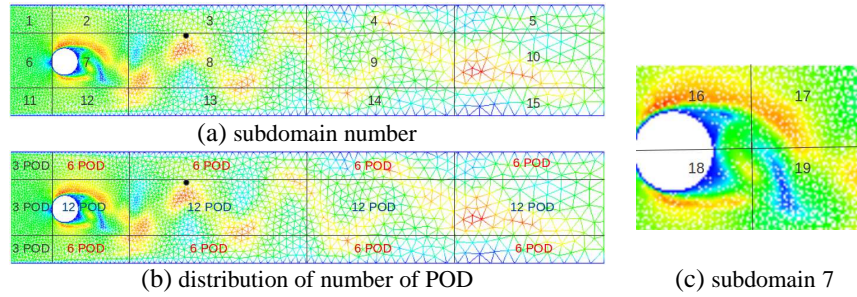 1 2 3 4 5
6 7 8 9 10
11 12 13 14 15
(a) subdomain number
3 POD 6 POD 6 POD 6 POD 6 POD
3 POD 12 POD 12 POD 12 POD 12 POD
3 POD 6 POD 6 POD 6 POD 6 POD
(b) distribution of number of POD
16 17
18 19
(c) subdomain 7